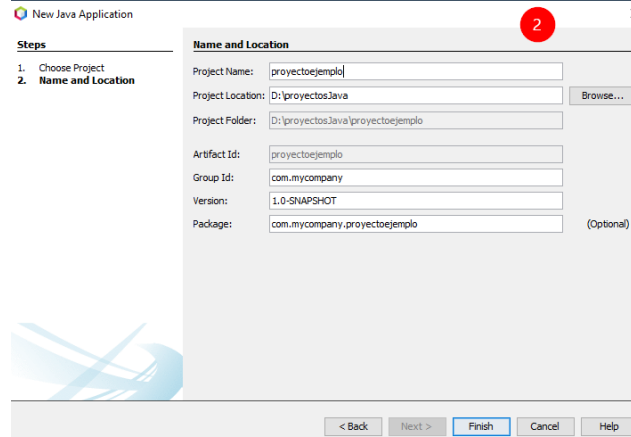 New Java Application
2
Steps
1. Choose Project
2. Name and Location
Name and Location
Project Name: proyectoejemplo
Project Location: D:\proyectosJava Browse...
Project Folder: D:\proyectosJava\proyectoejemplo
Artifact Id: proyectoejemplo
Group Id: com.mycompany
Version: 1.0-SNAPSHOT
Package: com.mycompany.proyectoejemplo (Optional)
< Back Next > Finish Cancel Help